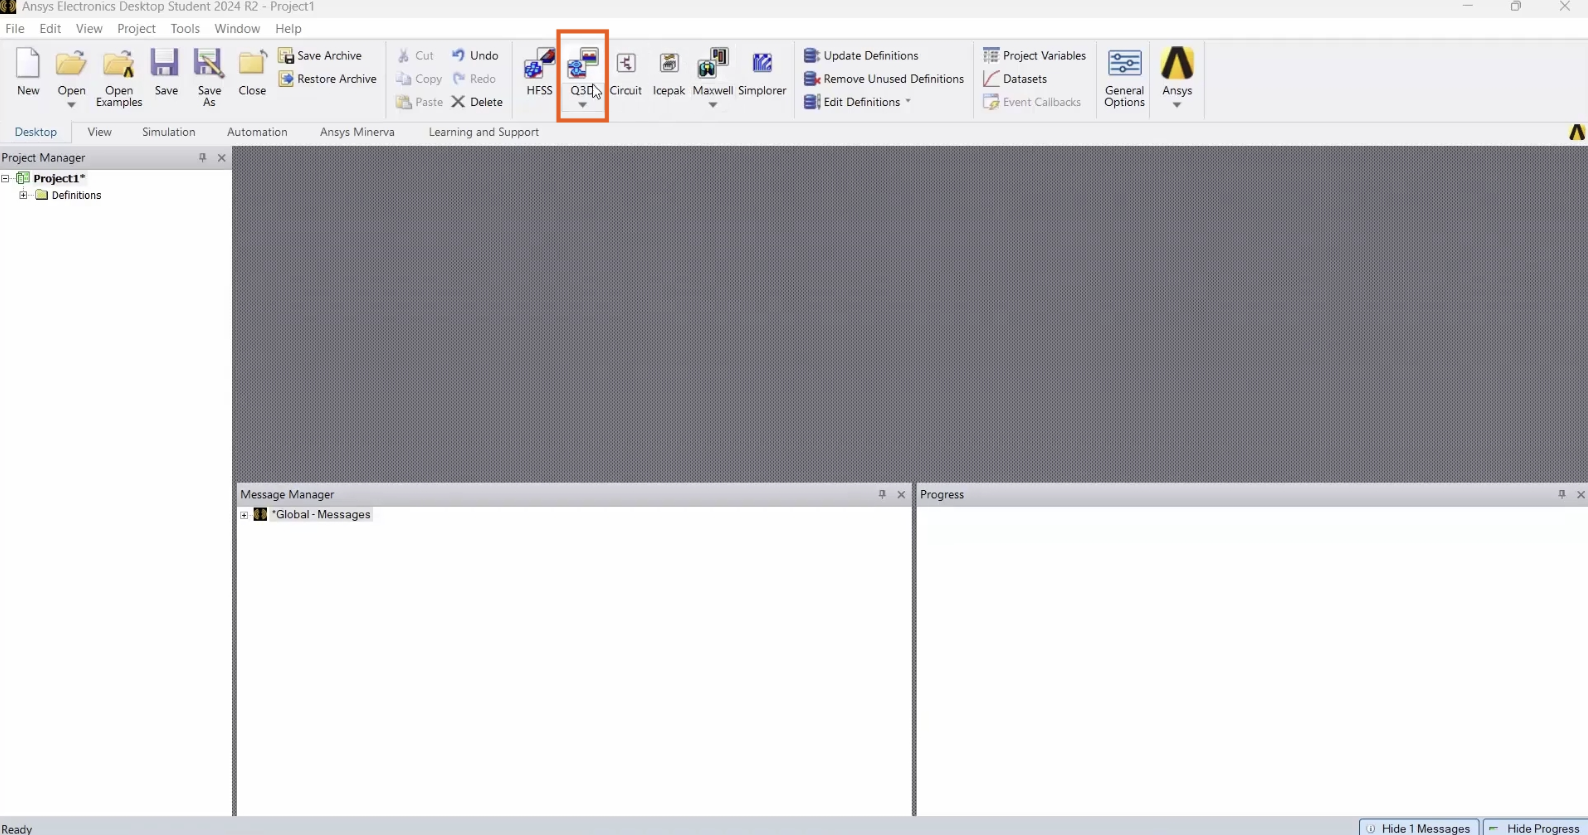 Ansys Electronics Desktop Student 2024 R2 - Project1
File Edit View Project Tools Window Help
New
Open
Open
Examples
Save
Save
As
Close
Save Archive
Restore Archive
Cut
Copy
Paste
Undo
Redo
Delete
HFSS
Q3D
Circuit
Icepak
Maxwell
Simplorer
Update Definitions
Remove Unused Definitions
Edit Definitions
Project Variables
Datasets
Event Callbacks
General
Options
Ansys
Desktop View Simulation Automation Ansys Minerva Learning and Support
Project Manager
Project1*
Definitions
Message Manager
*Global - Messages
Progress
Ready
Hide 1 Messages
Hide Progress